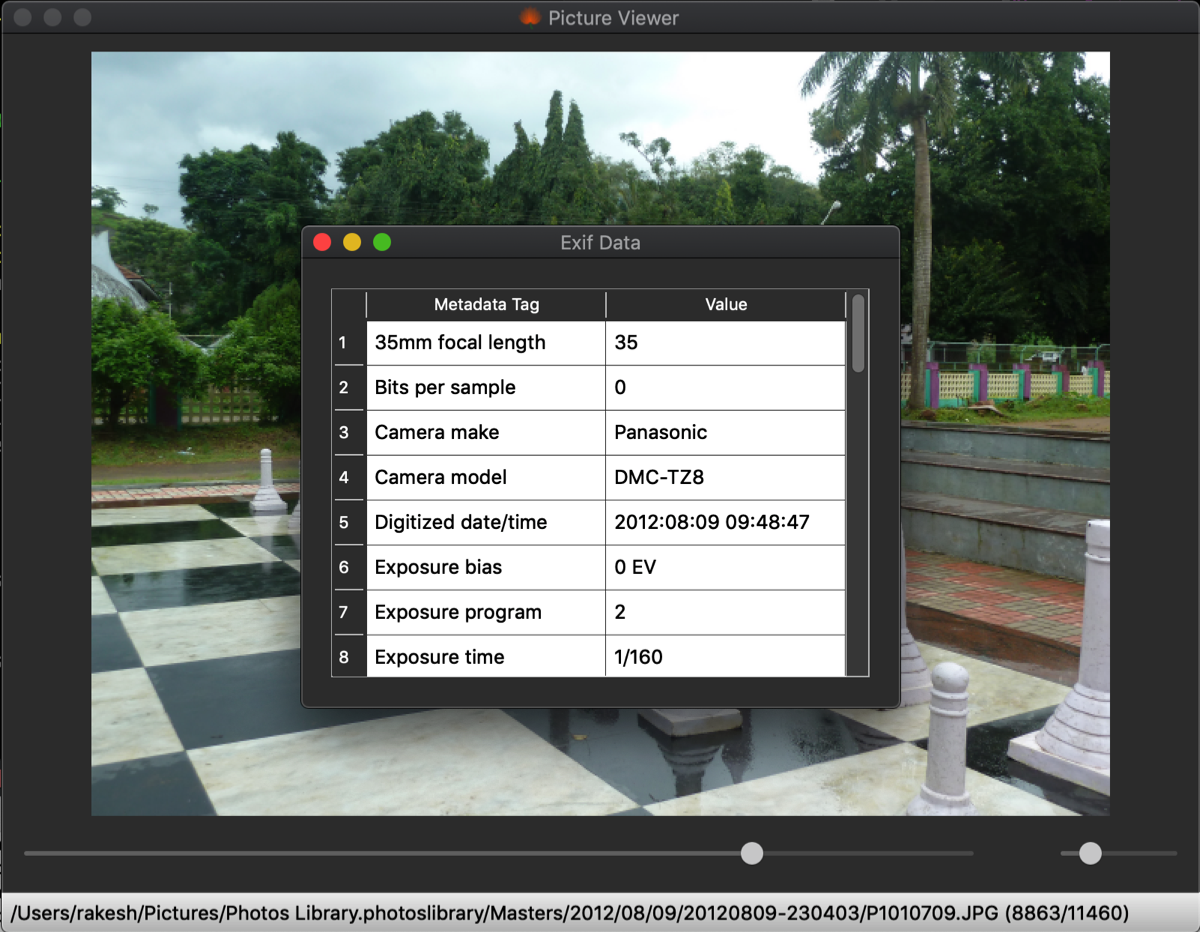 Picture Viewer
Exif Data
Metadata Tag Value
1 35mm focal length 35
2 Bits per sample 0
3 Camera make Panasonic
4 Camera model DMC-TZ8
5 Digitized date/time 2012:08:09 09:48:47
6 Exposure bias 0 EV
7 Exposure program 2
8 Exposure time 1/160
/Users/rakesh/Pictures/Photos Library.photoslibrary/Masters/2012/08/09/20120809-230403/P1010709.JPG (8863/11460)